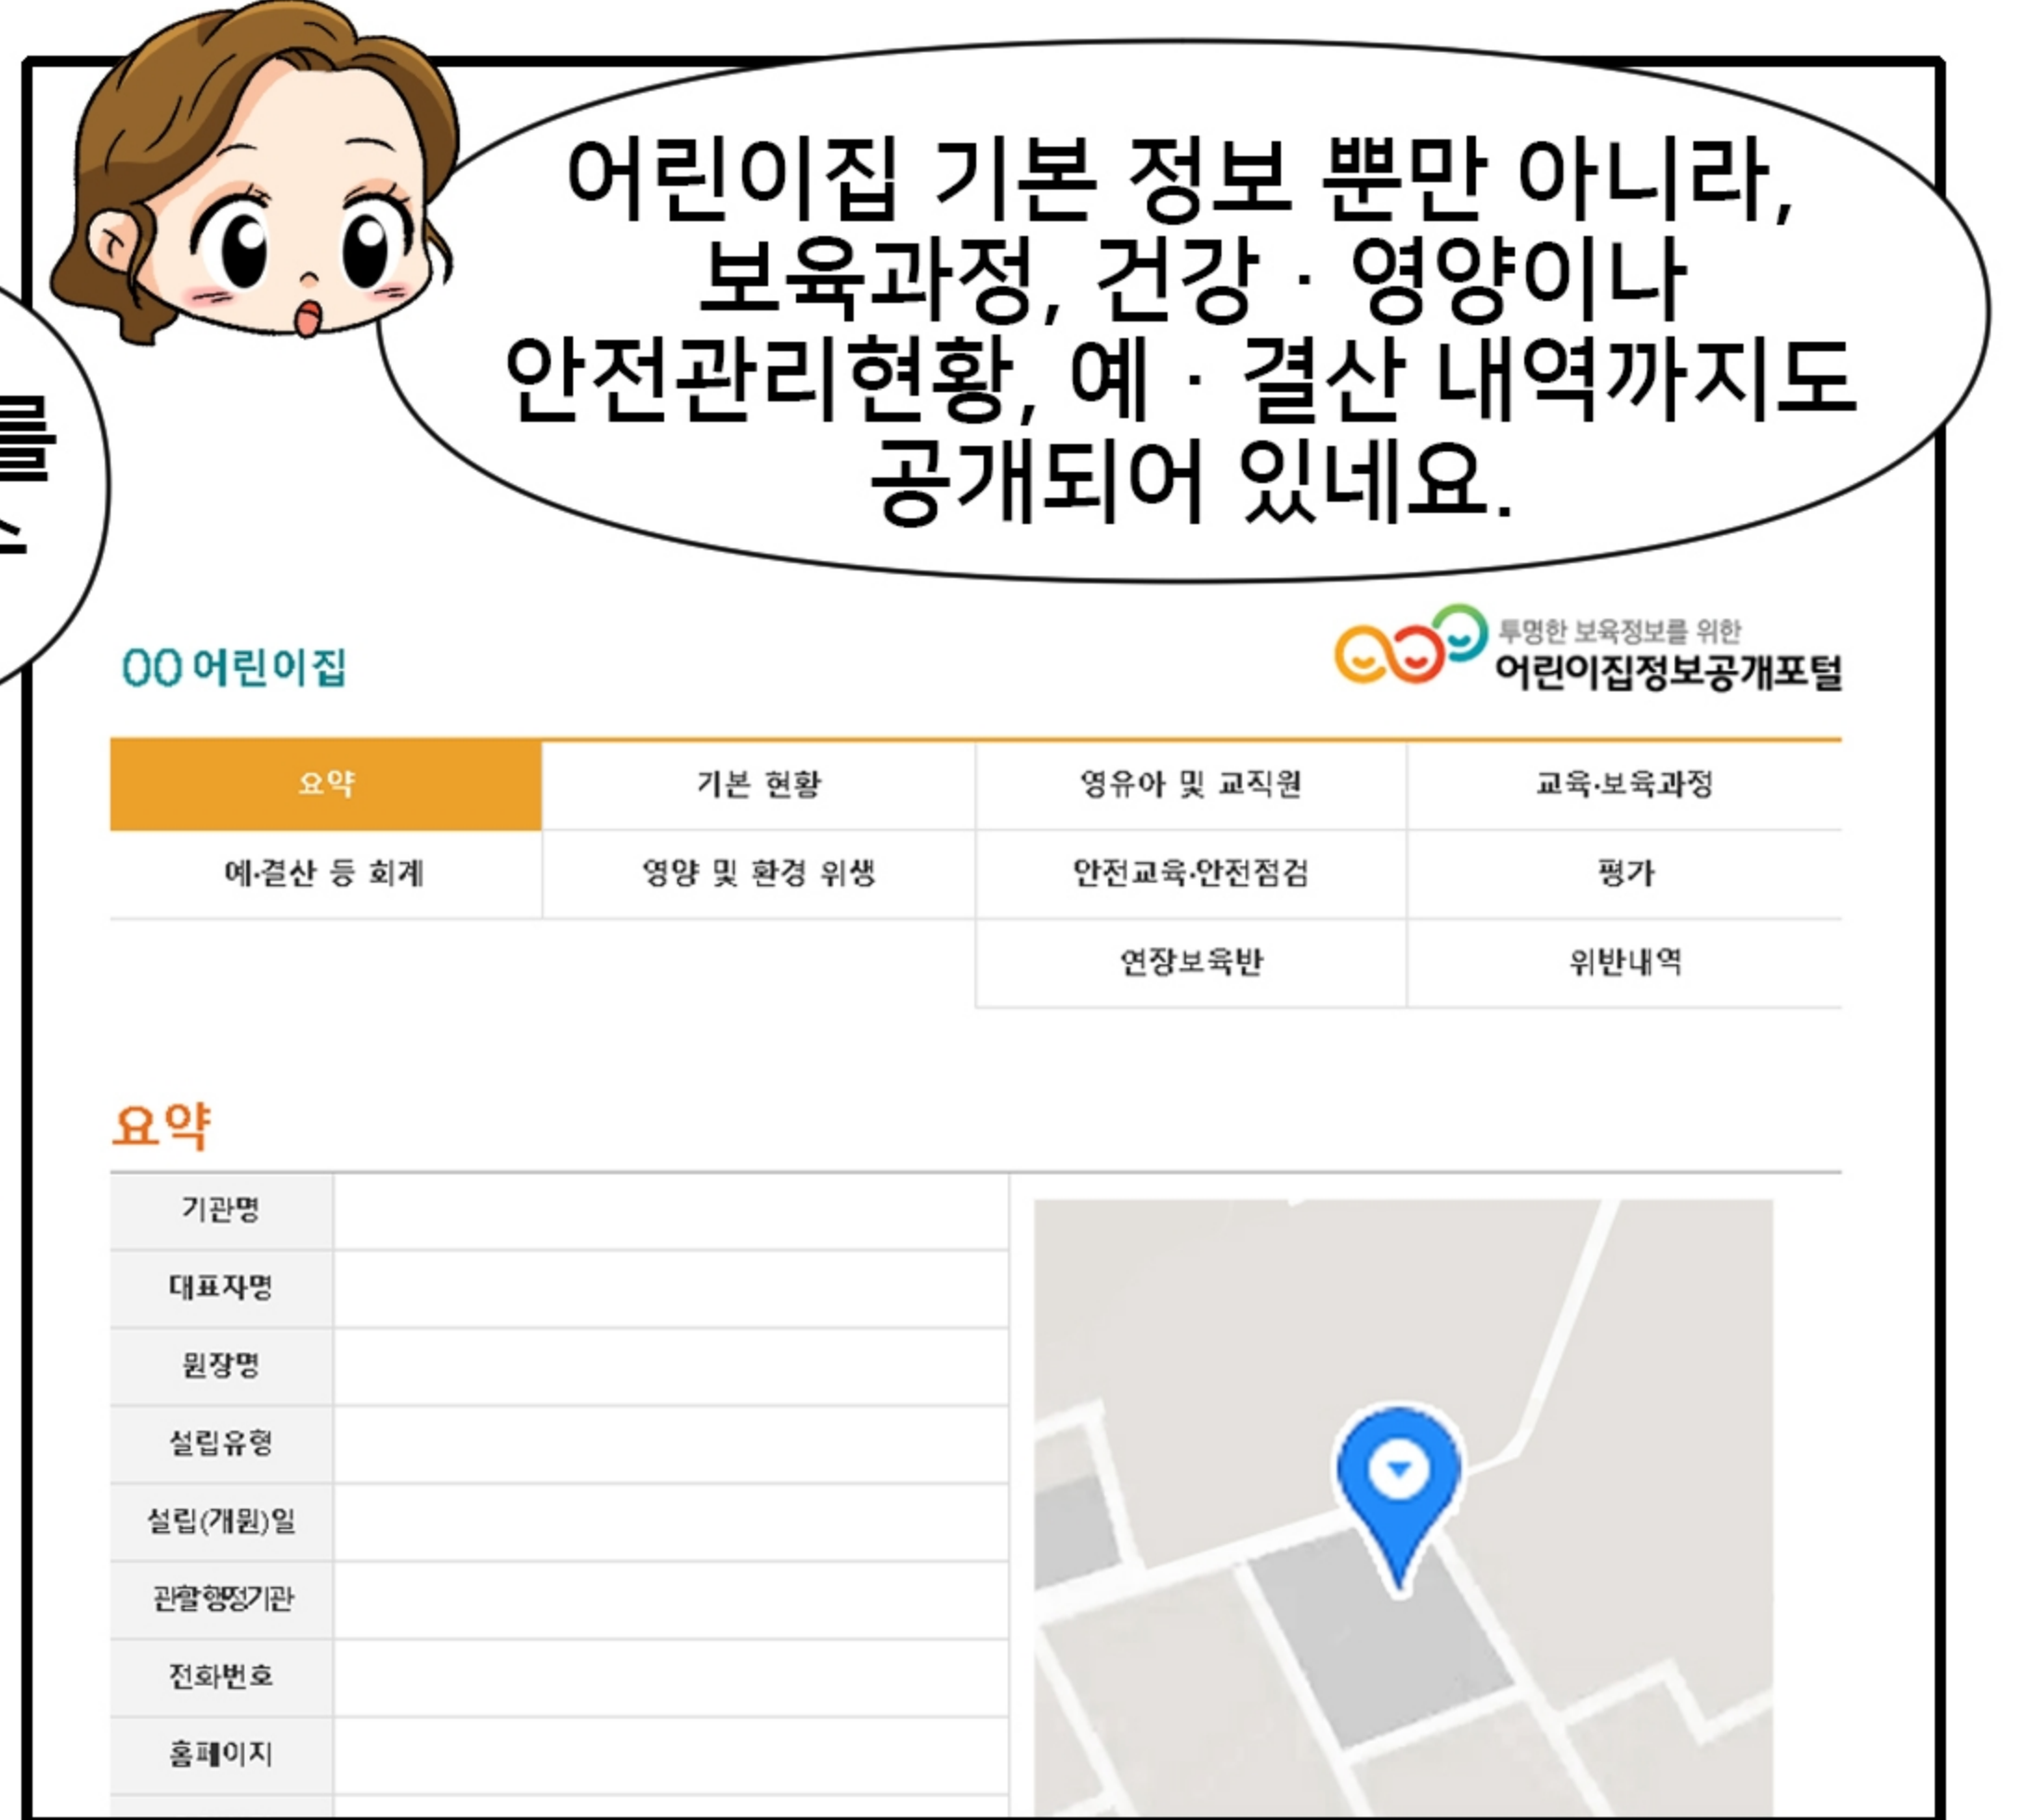 어린이집 기본 정보 뿐만 아니라,
보육과정, 건강 · 영양이나
안전관리현황, 예 · 결산 내역까지도
공개되어 있네요.
를
OO 어린이집
투명한 보육정보를 위한
어린이집정보공개포털
요약
기본 현황
영유아 및 교직원
교육·보육과정
예·결산 등 회계
영양 및 환경 위생
안전교육·안전점검
평가
연장보육반
위반내역
요약
기관명
대표자명
원장명
설립유형
설립(개원)일
관할행정기관
전화번호
홈페이지